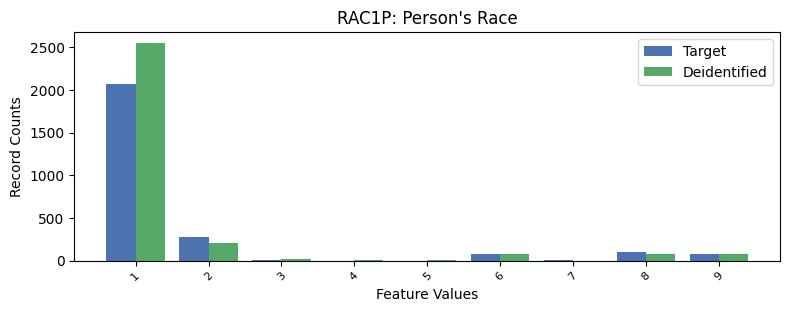 RAC1P: Person's Race
Record Counts
2500
2000
1500
1000
500
0
Target
Deidentified
1 2 3 4 5 6 7 8 9
Feature Values